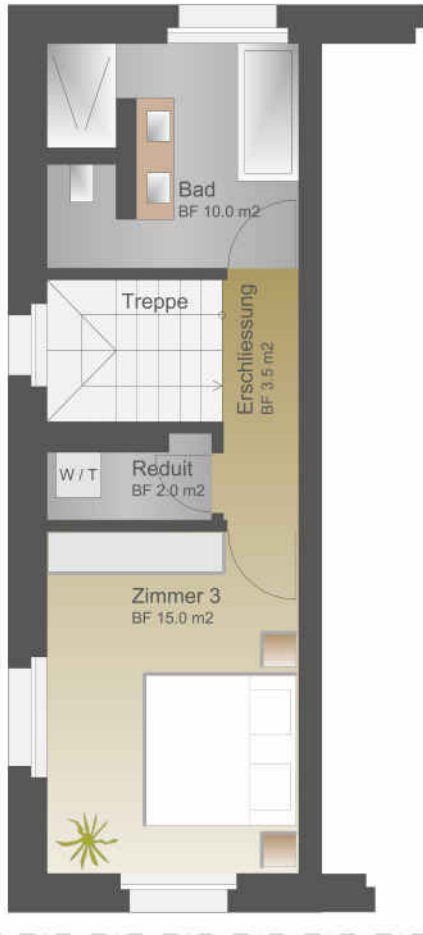 Bad
BF 10.0 m2
Treppe
Erschliessung
BF 3.5 m2
W / T
Reduit
BF 2.0 m2
Zimmer 3
BF 15.0 m2